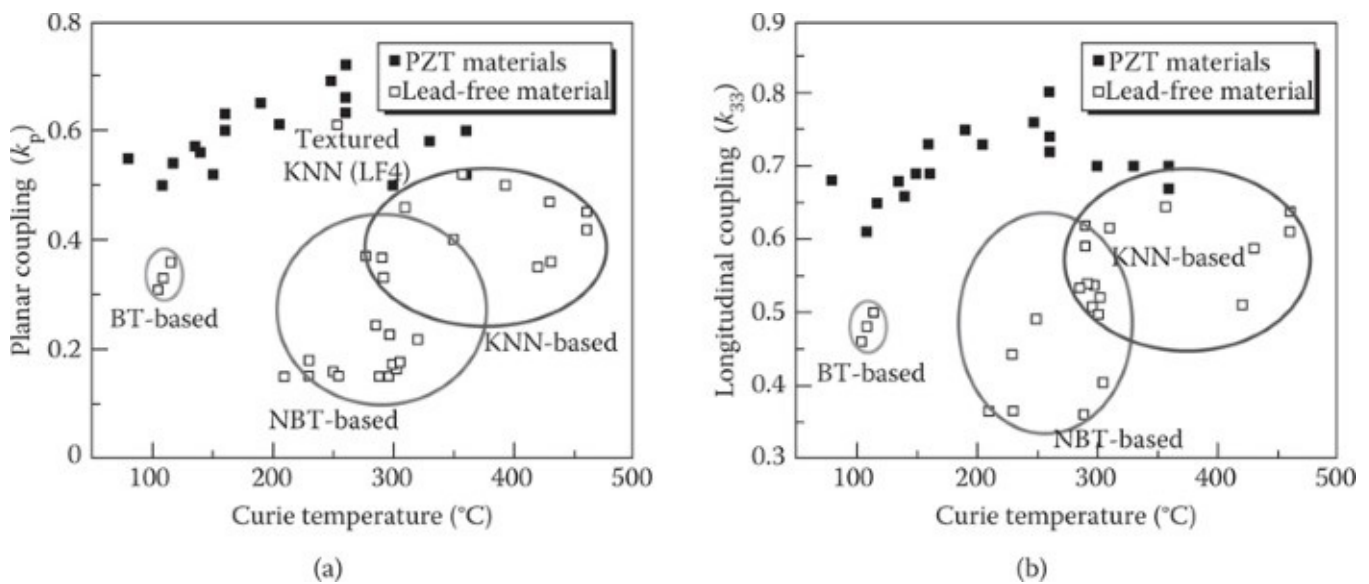 0.8
0.6
0.4
0.2
0
Planar coupling (kp)
PZT materials
Lead-free material
Textured
KNN (LF4)
BT-based
KNN-based
NBT-based
100
200
300
400
500
Curie temperature (°C)
(a)
0.9
0.8
0.7
0.6
0.5
0.4
0.3
Longitudinal coupling (k33)
PZT materials
Lead-free material
KNN-based
BT-based
NBT-based
100
200
300
400
500
Curie temperature (°C)
(b)